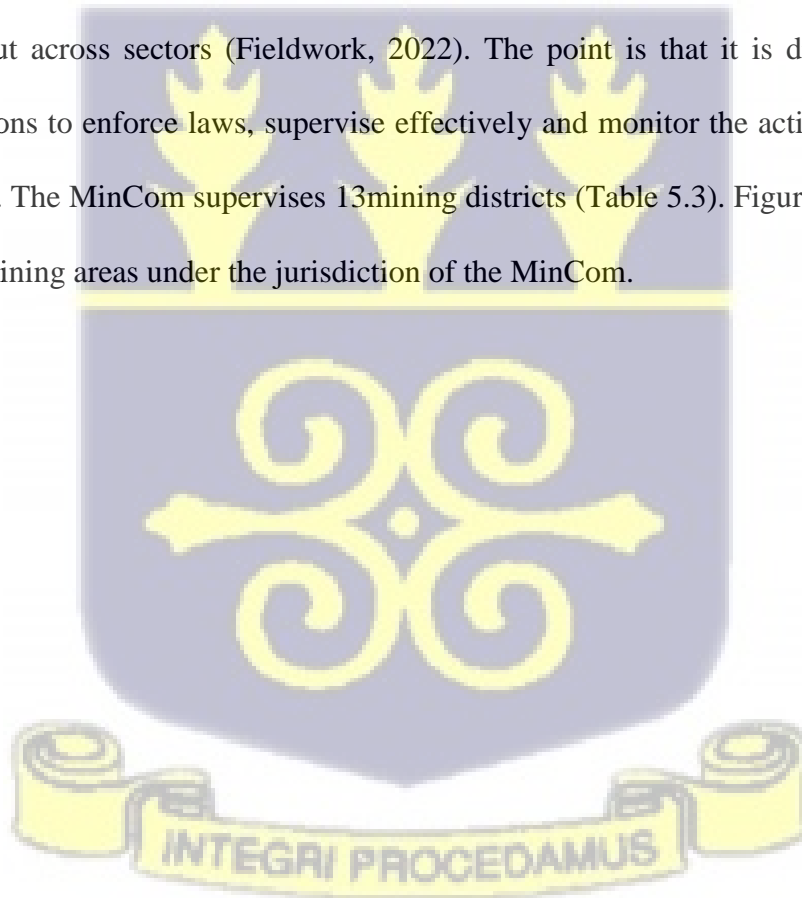 ut across sectors (Fieldwork, 2022). The point is that it is d
ons to enforce laws, supervise effectively and monitor the acti
. The MinCom supervises 13mining districts (Table 5.3). Figur
ining areas under the jurisdiction of the MinCom.
INTEGRI PROCEDAMUS